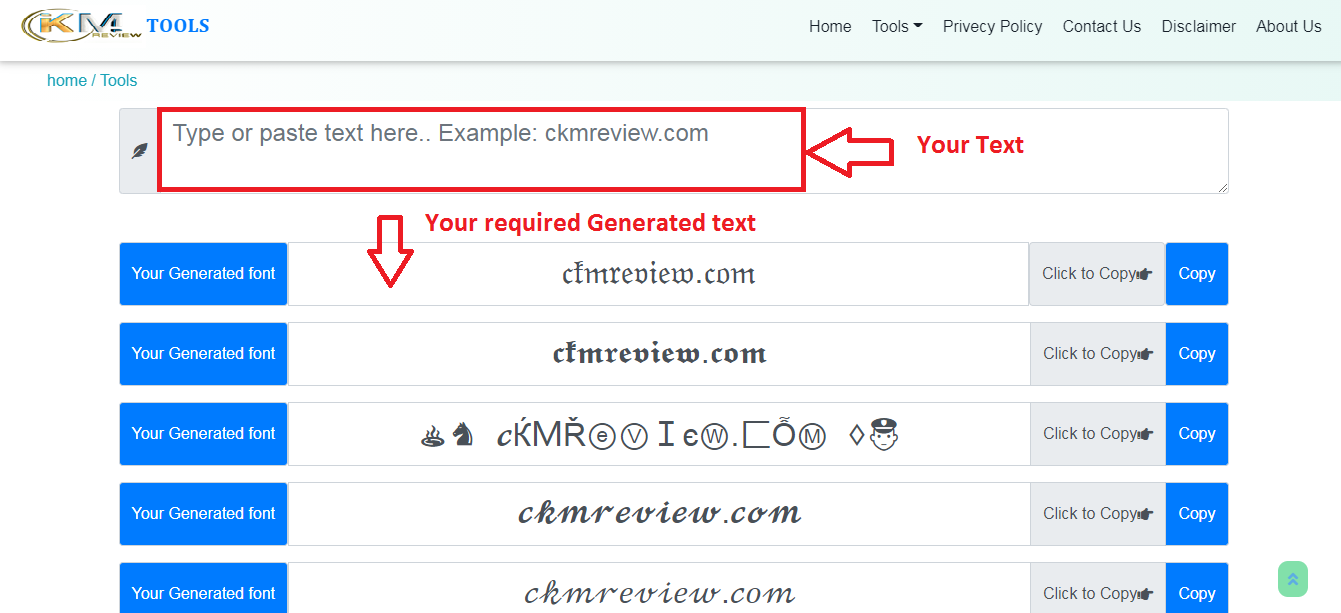 CKM REVIEW TOOLS
Home Tools Privecy Policy Contact Us Disclaimer About Us
home / Tools
Type or paste text here.. Example: ckmreview.com
Your Text
Your required Generated text
Your Generated font 𝔠𝔨𝔪𝔯𝔢𝔳𝔦𝔢𝔴.𝔠𝔬𝔪 Click to Copy Copy
Your Generated font 𝖈𝖐𝖒𝖗𝖊𝖛𝖎𝖊𝖜.𝖈𝖔𝖒 Click to Copy Copy
Your Generated font ♨♞ 𝓬ЌMŘⓔⓥＩєⓌ.匚ỖⓂ ◊👮 Click to Copy Copy
Your Generated font 𝓬𝓴𝓶𝓻𝓮𝓿𝓲𝓮𝔀.𝓬𝓸𝓶 Click to Copy Copy
Your Generated font 𝒸𝓀𝓂𝓇𝑒𝓋𝒾𝑒𝓌.𝒸𝑜𝓂 Click to Copy Copy